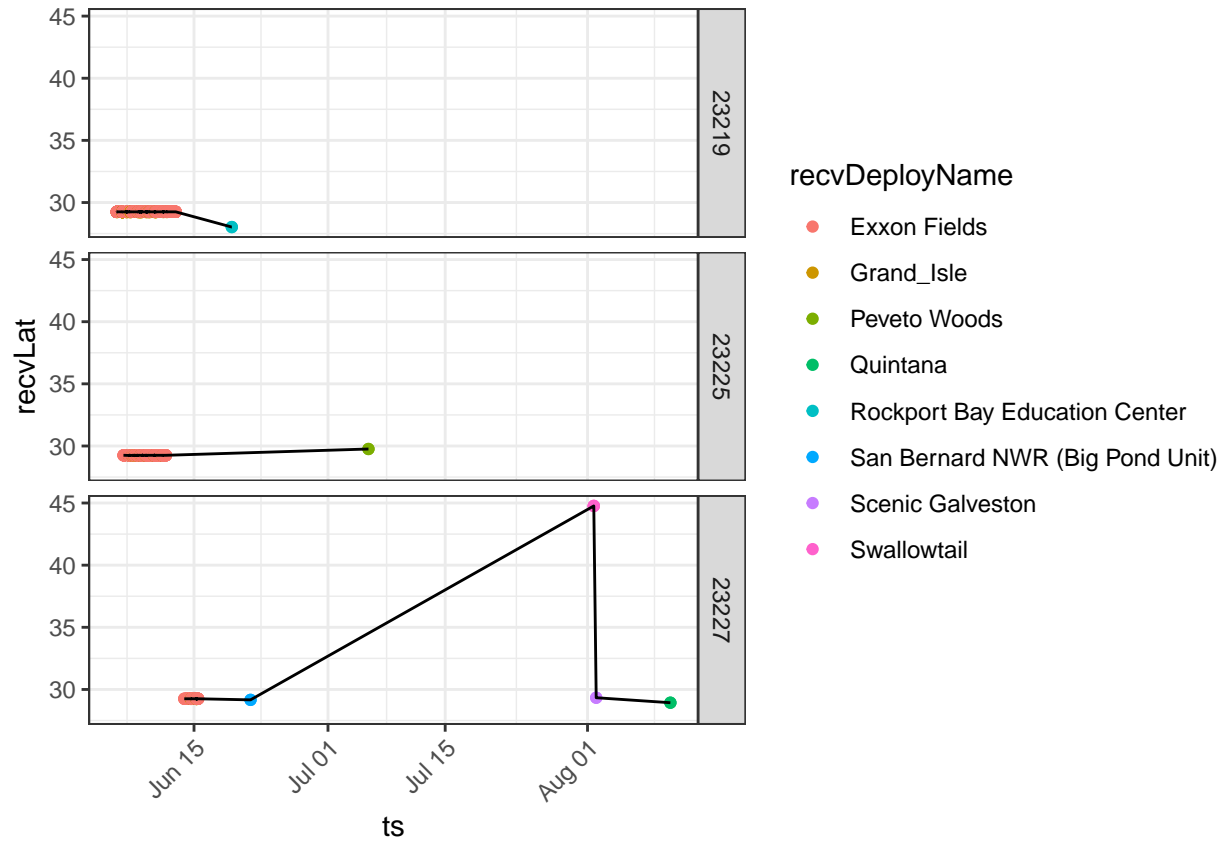 45
40
35
30
23219
45
40
35
30
23225
45
40
35
30
23227
recvLat
Jun 15
Jul 01
Jul 15
Aug 01
ts
recvDeployName
Exxon Fields
Grand_Isle
Peveto Woods
Quintana
Rockport Bay Education Center
San Bernard NWR (Big Pond Unit)
Scenic Galveston
Swallowtail